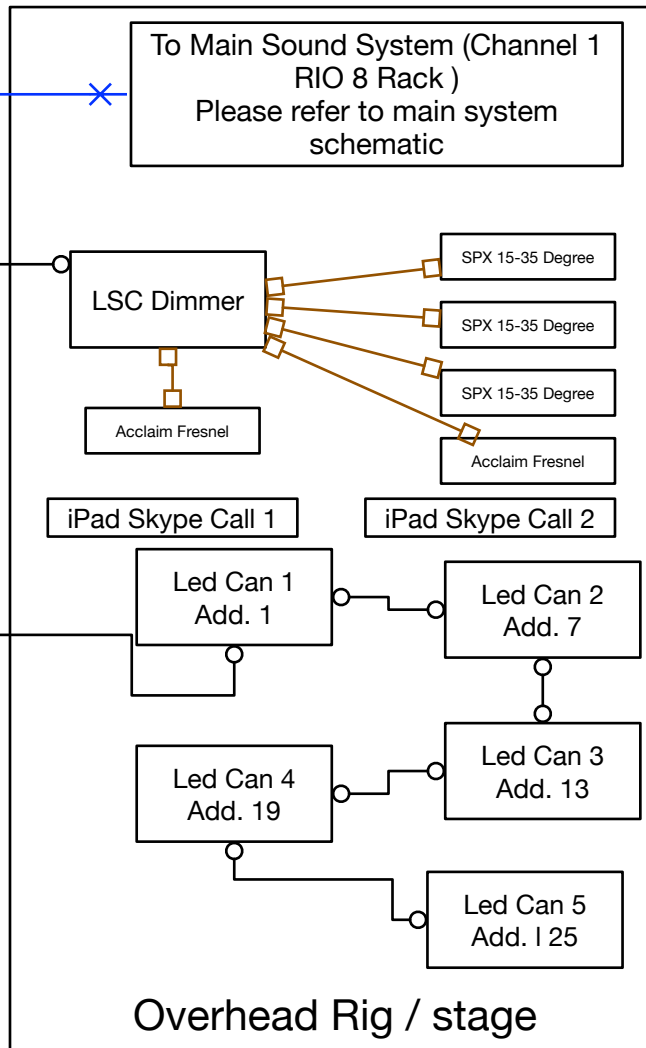 To Main Sound System (Channel 1
RIO 8 Rack )
Please refer to main system
schematic
LSC Dimmer
SPX 15-35 Degree
SPX 15-35 Degree
SPX 15-35 Degree
Acclaim Fresnel
Acclaim Fresnel
iPad Skype Call 1
iPad Skype Call 2
Led Can 1
Add. 1
Led Can 2
Add. 7
Led Can 3
Add. 13
Led Can 4
Add. 19
Led Can 5
Add. l 25
Overhead Rig / stage